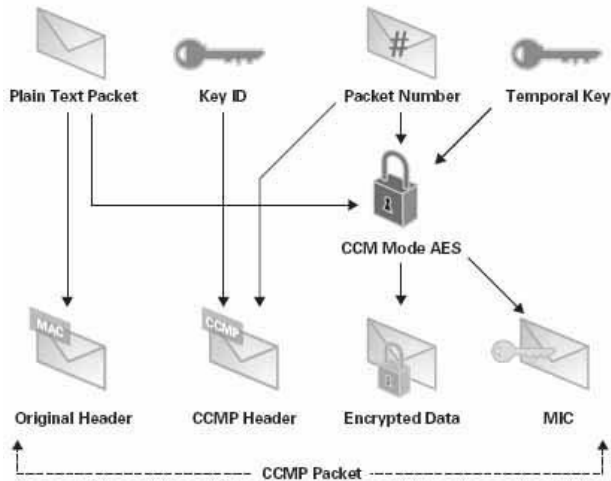 #
Plain Text Packet
Key ID
Packet Number
Temporal Key
CCM Mode AES
MAC
CCMP
Original Header
CCMP Header
Encrypted Data
MIC
CCMP Packet